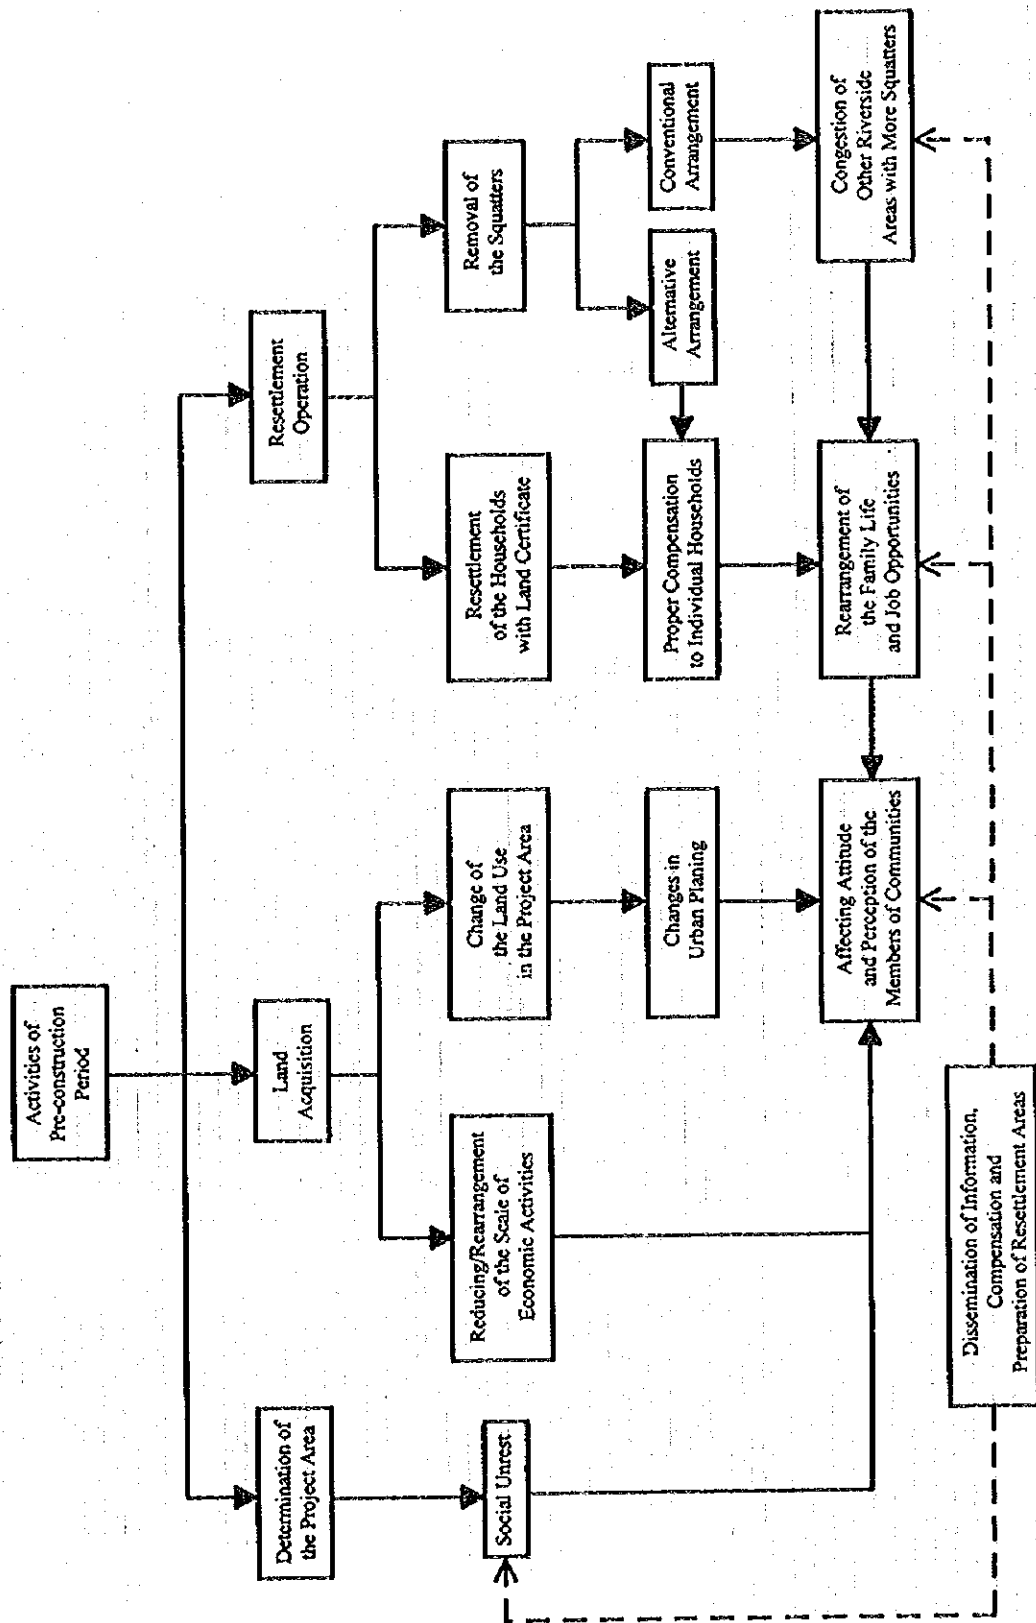 Activities of
Pre-construction
Period
Determination of
the Project Area
Land
Acquisition
Resettlement
Operation
Social Unrest
Reducing/Rearrangement
of the Scale of
Economic Activities
Change of
the Land Use
in the Project Area
Resettlement
of the Households
with Land Certificate
Removal of
the Squatters
Changes in
Urban Planing
Proper Compensation
to Individual Households
Alternative
Arrangement
Conventional
Arrangement
Affecting Attitude
and Perception of the
Members of Communities
Rearrangement of
the Family Life
and Job Opportunities
Congestion of
Other Riverside
Areas with More Squatters
Dissemination of Information,
Compensation and
Preparation of Resettlement Areas